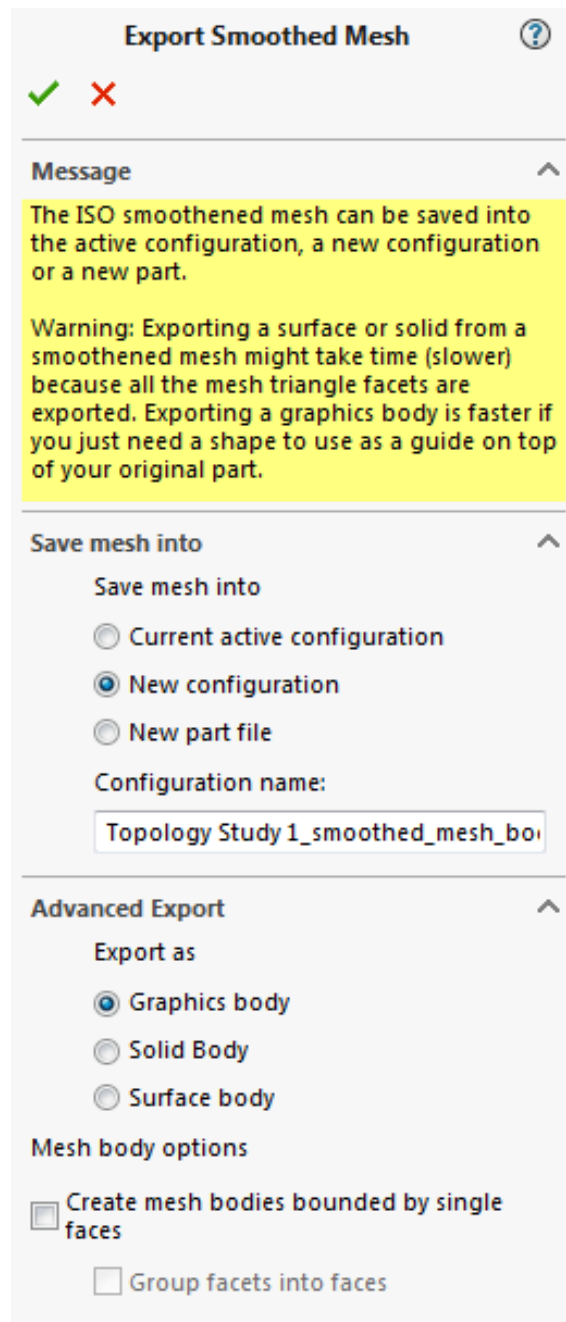 Export Smoothed Mesh
Message
The ISO smoothened mesh can be saved into
the active configuration, a new configuration
or a new part.
Warning: Exporting a surface or solid from a
smoothened mesh might take time (slower)
because all the mesh triangle facets are
exported. Exporting a graphics body is faster if
you just need a shape to use as a guide on top
of your original part.
Save mesh into
Save mesh into
Current active configuration
New configuration
New part file
Configuration name:
Topology Study 1_smoothed_mesh_bo
Advanced Export
Export as
Graphics body
Solid Body
Surface body
Mesh body options
Create mesh bodies bounded by single
faces
Group facets into faces